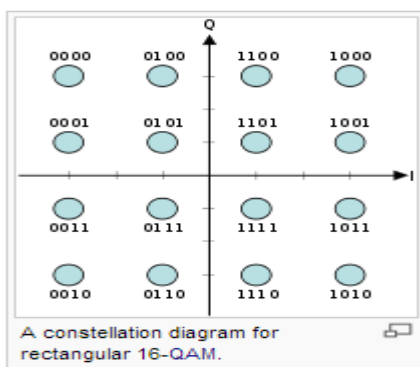 Q
0000 0100 1100 1000
0001 0101 1101 1001
I
0011 0111 1111 1011
0010 0110 1110 1010
A constellation diagram for
rectangular 16-QAM.